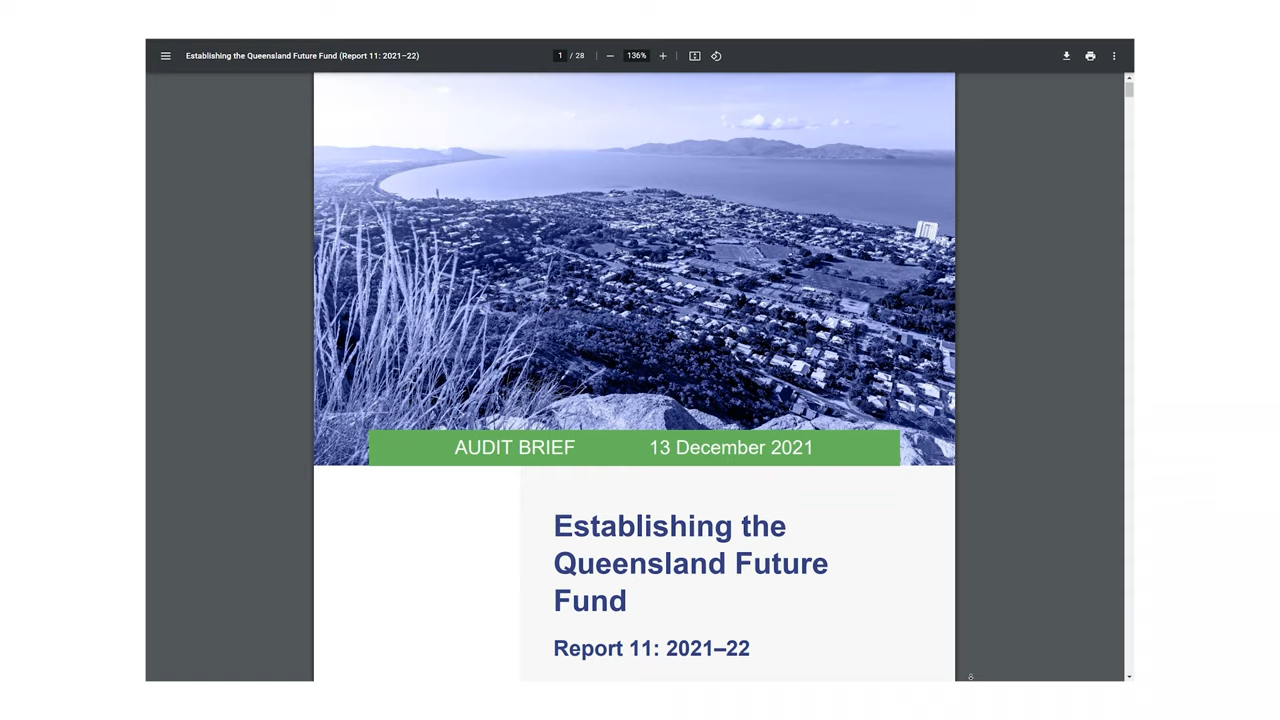 Establishing the Queensland Future Fund (Report 11: 2021–22)
1 / 28
136%
AUDIT BRIEF 13 December 2021
Establishing the
Queensland Future
Fund
Report 11: 2021–22
8